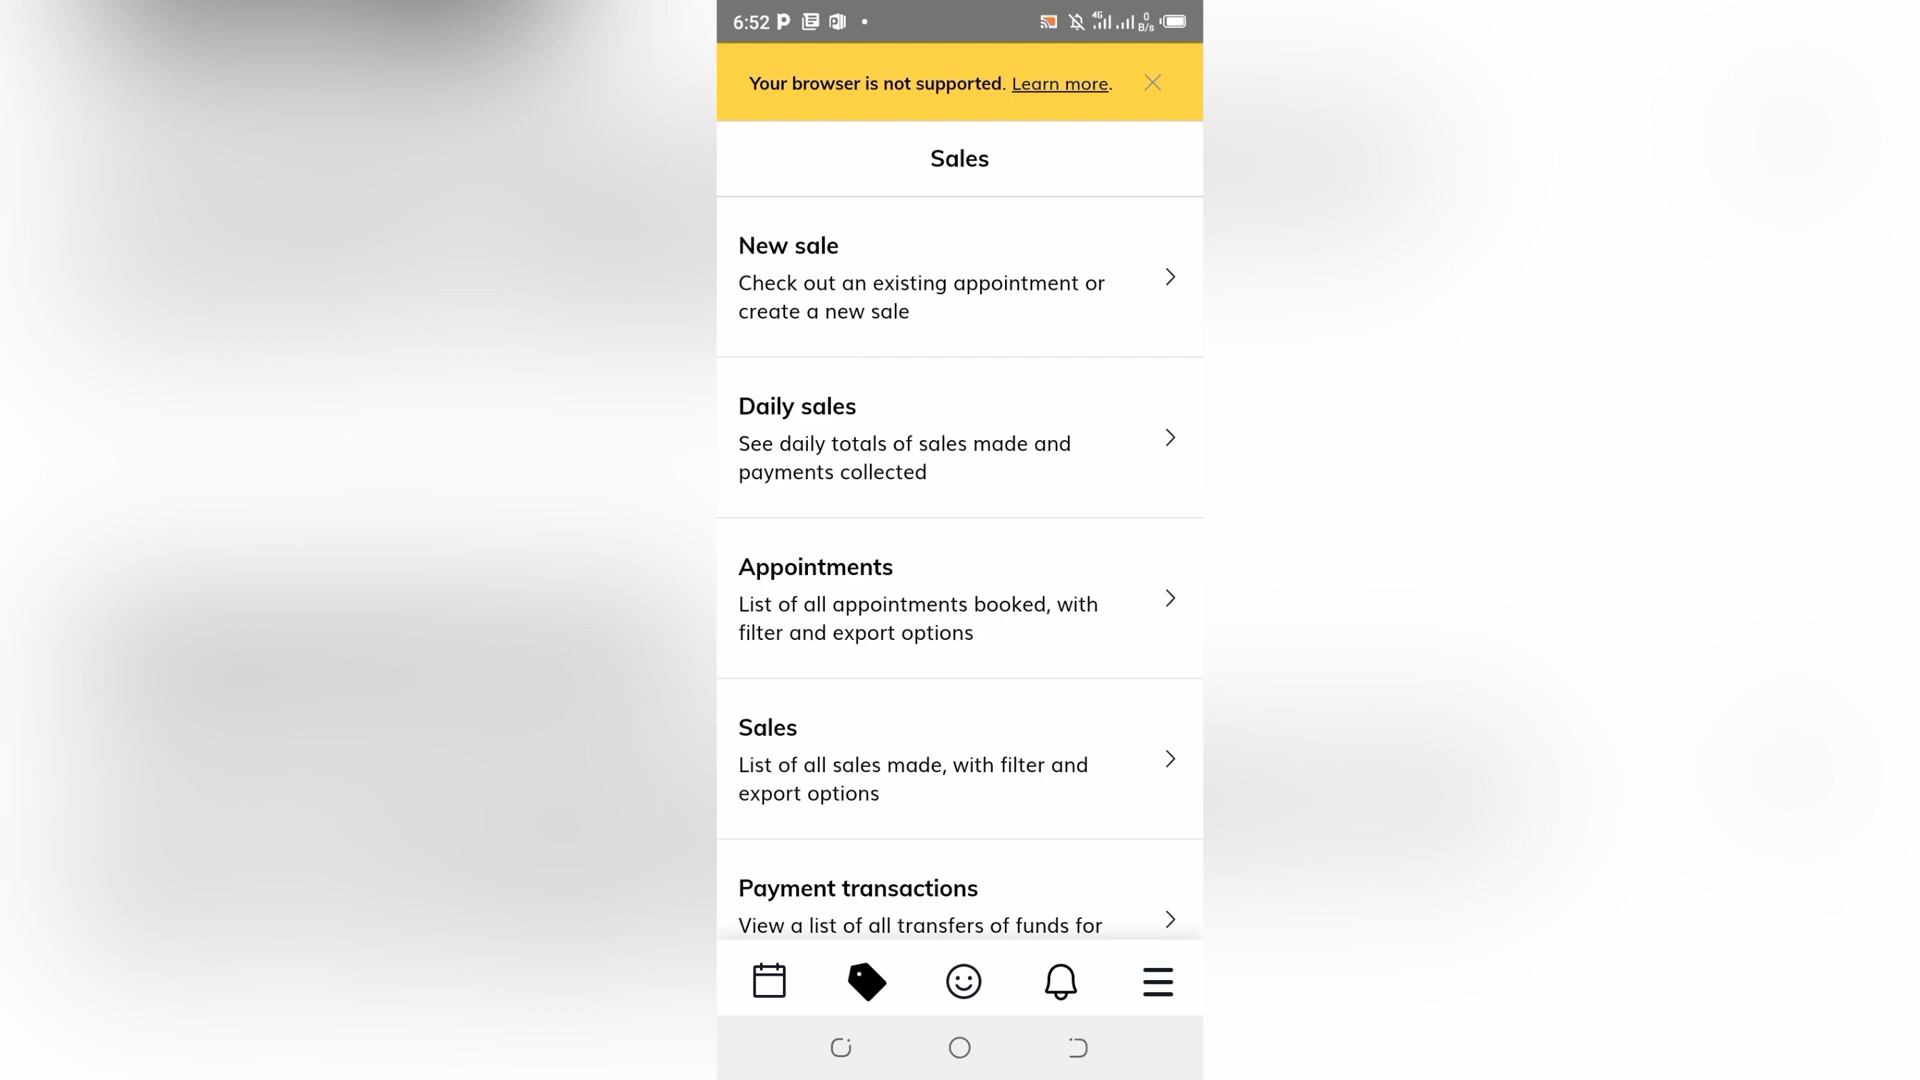 6:52
4G
0
B/s
Your browser is not supported. Learn more.
Sales
New sale
Check out an existing appointment or
create a new sale
Daily sales
See daily totals of sales made and
payments collected
Appointments
List of all appointments booked, with
filter and export options
Sales
List of all sales made, with filter and
export options
Payment transactions
View a list of all transfers of funds for